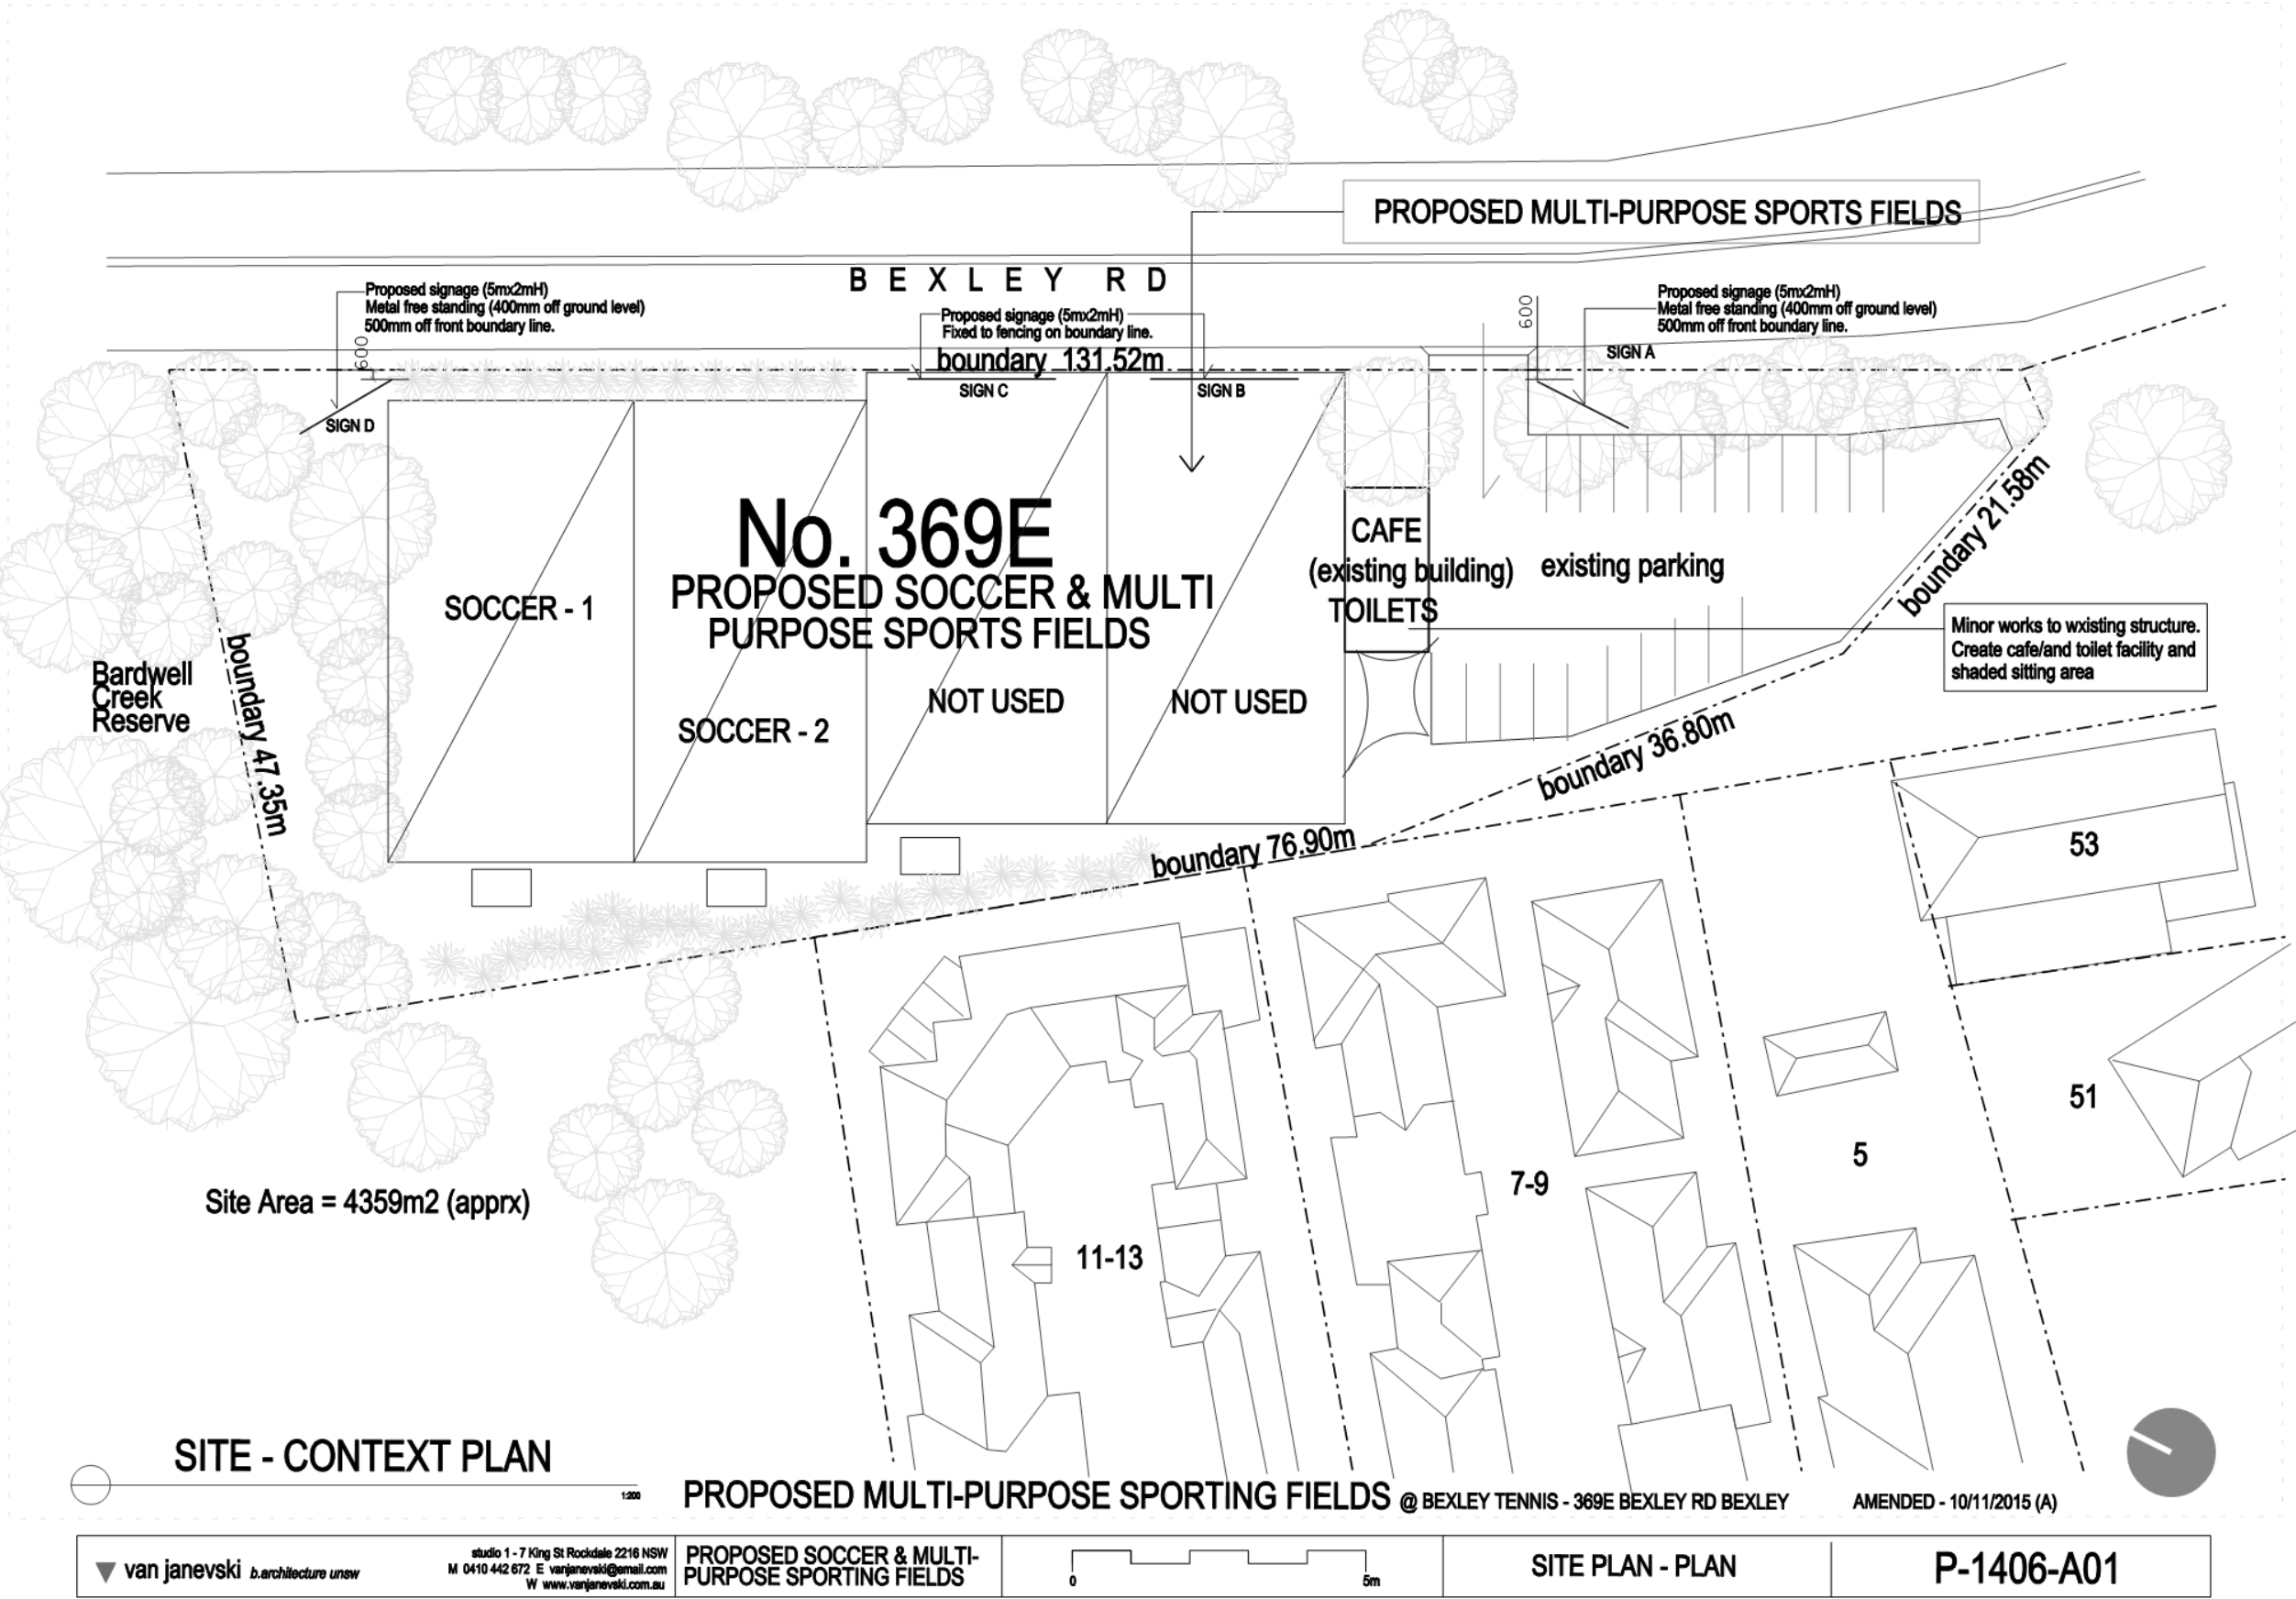 PROPOSED MULTI-PURPOSE SPORTS FIELDS
BEXLEY RD
Proposed signage (5mx2mH)
Metal free standing (400mm off ground level)
500mm off front boundary line.
600
SIGN D
Proposed signage (5mx2mH)
Fixed to fencing on boundary line.
boundary 131.52m
SIGN C
SIGN B
600
Proposed signage (5mx2mH)
Metal free standing (400mm off ground level)
500mm off front boundary line.
SIGN A
No. 369E
PROPOSED SOCCER & MULTI
PURPOSE SPORTS FIELDS
SOCCER - 1
SOCCER - 2
NOT USED
NOT USED
CAFE
(existing building)
TOILETS
existing parking
boundary 21.58m
Minor works to wxisting structure.
Create cafe/and toilet facility and
shaded sitting area
Bardwell
Creek
Reserve
boundary 47.35m
boundary 36.80m
boundary 76.90m
53
51
5
7-9
11-13
Site Area = 4359m2 (apprx)
SITE - CONTEXT PLAN
1:200
PROPOSED MULTI-PURPOSE SPORTING FIELDS @ BEXLEY TENNIS - 369E BEXLEY RD BEXLEY
AMENDED - 10/11/2015 (A)
van janevski b.architecture unsw
studio 1 - 7 King St Rockdale 2216 NSW
M 0410 442 672 E vanjanevski@email.com
W www.vanjanevski.com.au
PROPOSED SOCCER & MULTI-
PURPOSE SPORTING FIELDS
0 5m
SITE PLAN - PLAN
P-1406-A01